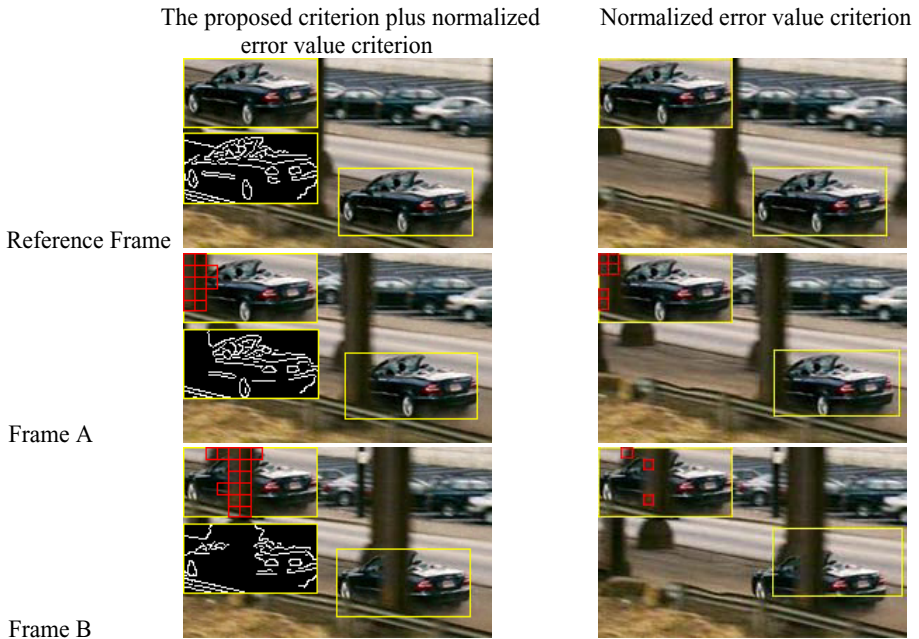 The proposed criterion plus normalized
error value criterion
Normalized error value criterion
Reference Frame
Frame A
Frame B